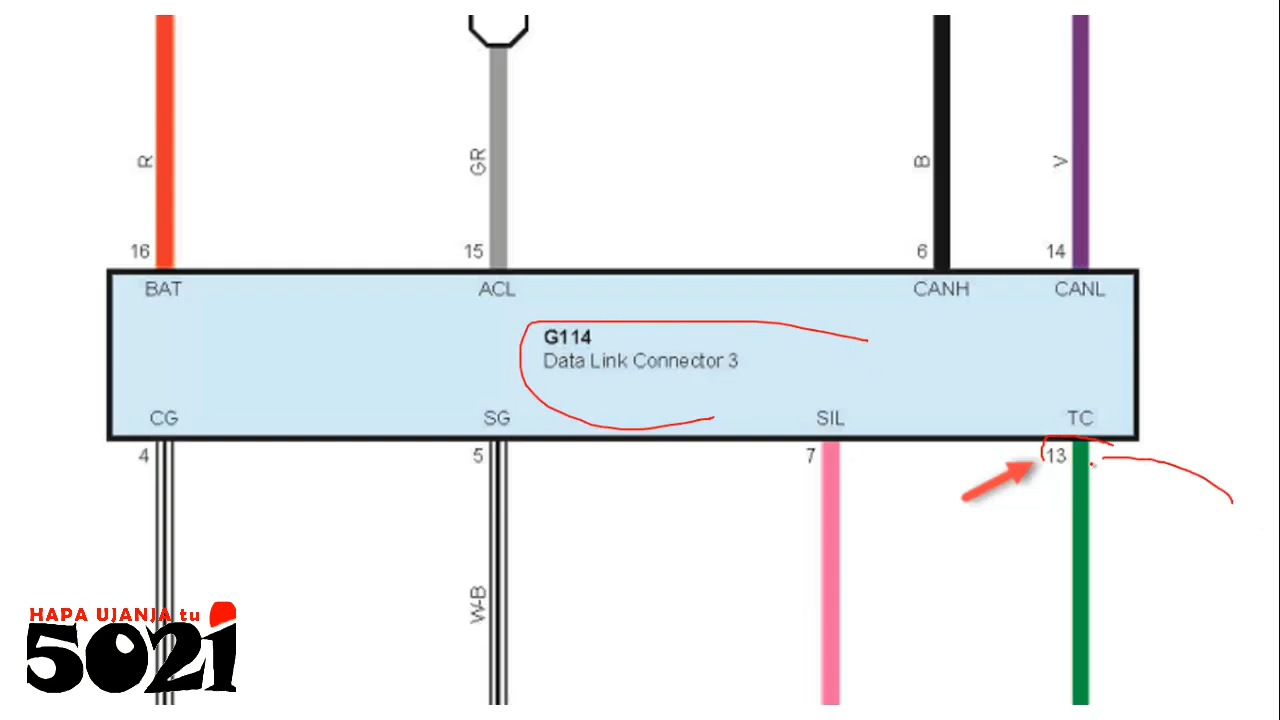 R
GR
B
V
16
15
6
14
BAT
ACL
CANH
CANL
G114
Data Link Connector 3
CG
SG
SIL
TC
4
5
7
13
W-B
HAPA UJANJA tu
5021